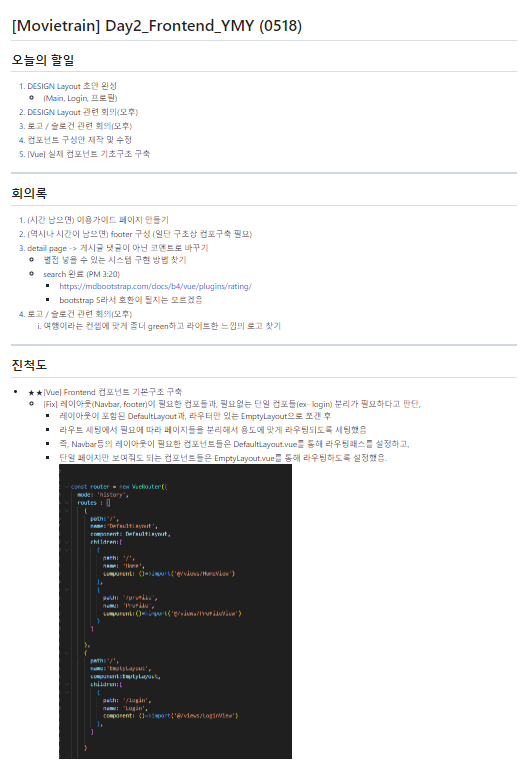 [Movietrain] Day2_Frontend_YMY (0518)
오늘의 할일
1. DESIGN Layout 초안 완성
(Main, Login, 프로필)
2. DESIGN Layout 관련 회의(오후)
3. 로고 / 슬로건 관련 회의(오후)
4. 컴포넌트 구성안 제작 및 수정
5. [Vue] 실제 컴포넌트 기초구조 구축
회의록
1. (시간 남으면) 이용가이드 페이지 만들기
2. (역시나 시간이 남으면) footer 구성 (일단 구조상 컴포구축 필요)
3. detail page -> 게시글 댓글이 아닌 코멘트로 바꾸기
별점 넣을 수 있는 시스템 구현 방법 찾기
search 완료 (PM 3:20)
https://mdbootstrap.com/docs/b4/vue/plugins/rating/
bootstrap 5라서 호환이 될지는 모르겠음
4. 로고 / 슬로건 관련 회의(오후)
i. 여행이라는 컨셉에 맞게 좀더 green하고 라이트한 느낌의 로고 찾기
진척도
★★[Vue] Frontend 컴포넌트 기본구조 구축
[Fix] 레이아웃(Navbar, footer)이 필요한 컴포들과, 필요없는 단일 컴포들(ex- login) 분리가 필요하다고 판단,
레이아웃이 포함된 DefaultLayout과, 라우터만 있는 EmptyLayout으로 쪼갠 후
라우트 세팅에서 필요에 따라 페이지들을 분리해서 용도에 맞게 라우팅되도록 세팅했음
즉, Navbar등의 레이아웃이 필요한 컴포넌트들은 DefaultLayout.vue를 통해 라우팅패스를 설정하고,
단일 페이지만 보여줘도 되는 컴포넌트들은 EmptyLayout.vue를 통해 라우팅하도록 설정했음.
const router = new VueRouter({
mode: 'history',
routes : [
{
path:'/',
name:'DefaultLayout',
component: DefaultLayout,
children:[
{
path: '/',
name: 'Home',
component: ()=>import('@/views/HomeView')
},
{
path: '/profile',
name: 'Profile',
component:()=>import('@/views/ProfileView')
}
]
},
{
path:'/',
name:'EmptyLayout',
component:EmptyLayout,
children:[
{
path: '/login',
name: 'Login',
component: ()=>import('@/views/LoginView')
},
]
}